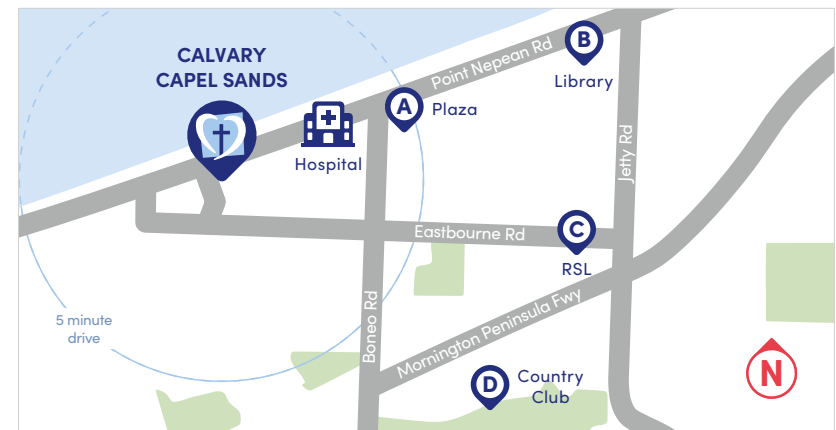 CALVARY
CAPEL SANDS
Point Nepean Rd
B
Library
A
Plaza
Hospital
Jetty Rd
Eastbourne Rd
C
RSL
5 minute
drive
Boneo Rd
Mornington Peninsula Fwy
D
Country
Club
N